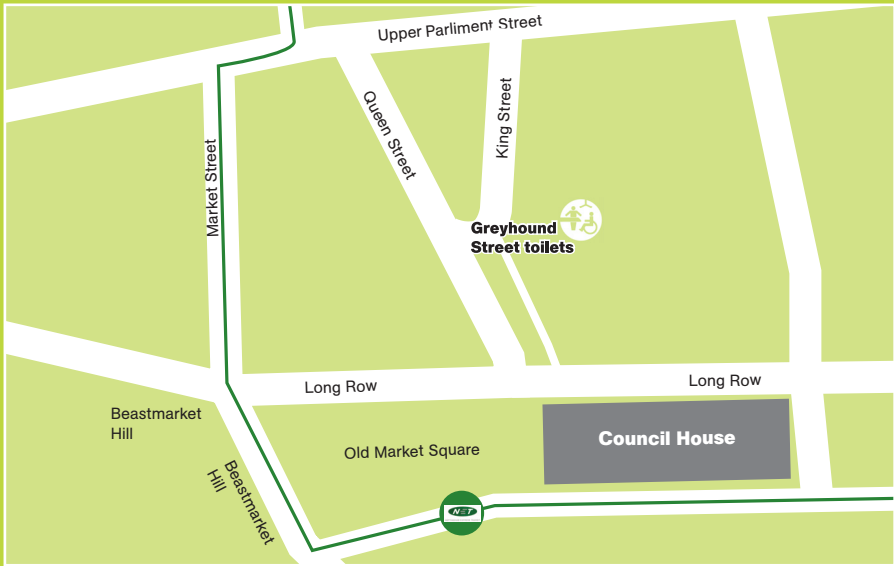 Upper Parliment Street
Queen Street
King Street
Market Street
Greyhound
Street toilets
Long Row
Long Row
Beastmarket
Hill
Old Market Square
Council House
Beastmarket
Hill
NET